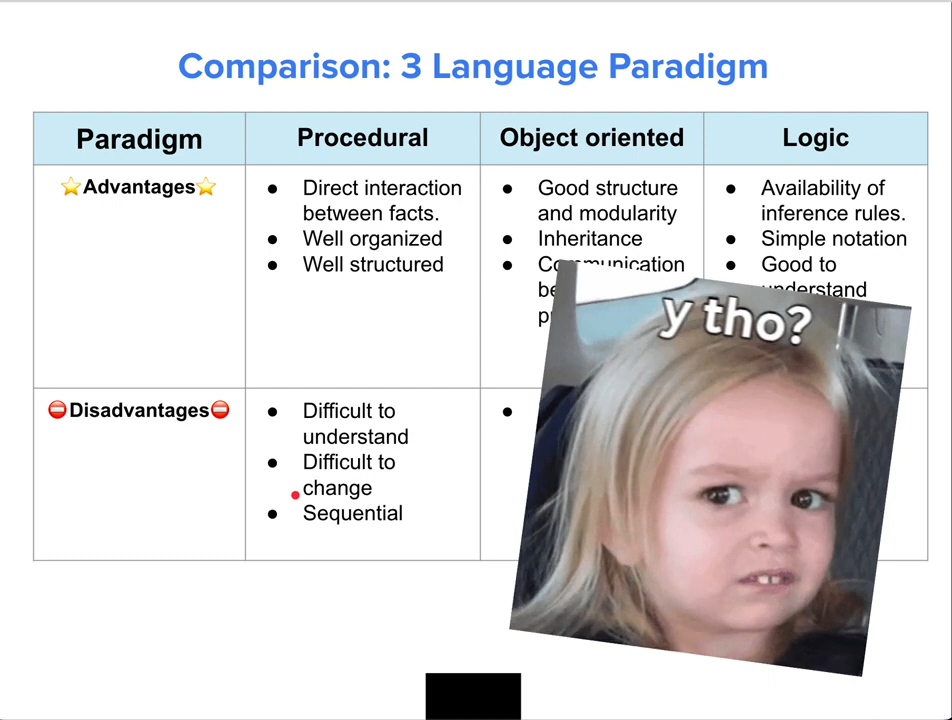 Comparison: 3 Language Paradigm
Paradigm
Procedural
Object oriented
Logic
⭐Advantages⭐
● Direct interaction
between facts.
● Well organized
● Well structured
● Good structure
and modularity
● Inheritance
● Communication
● Availability of
inference rules.
● Simple notation
● Good to
understand
y tho?
⛔Disadvantages⛔
● Difficult to
understand
● Difficult to
change
● Sequential
●